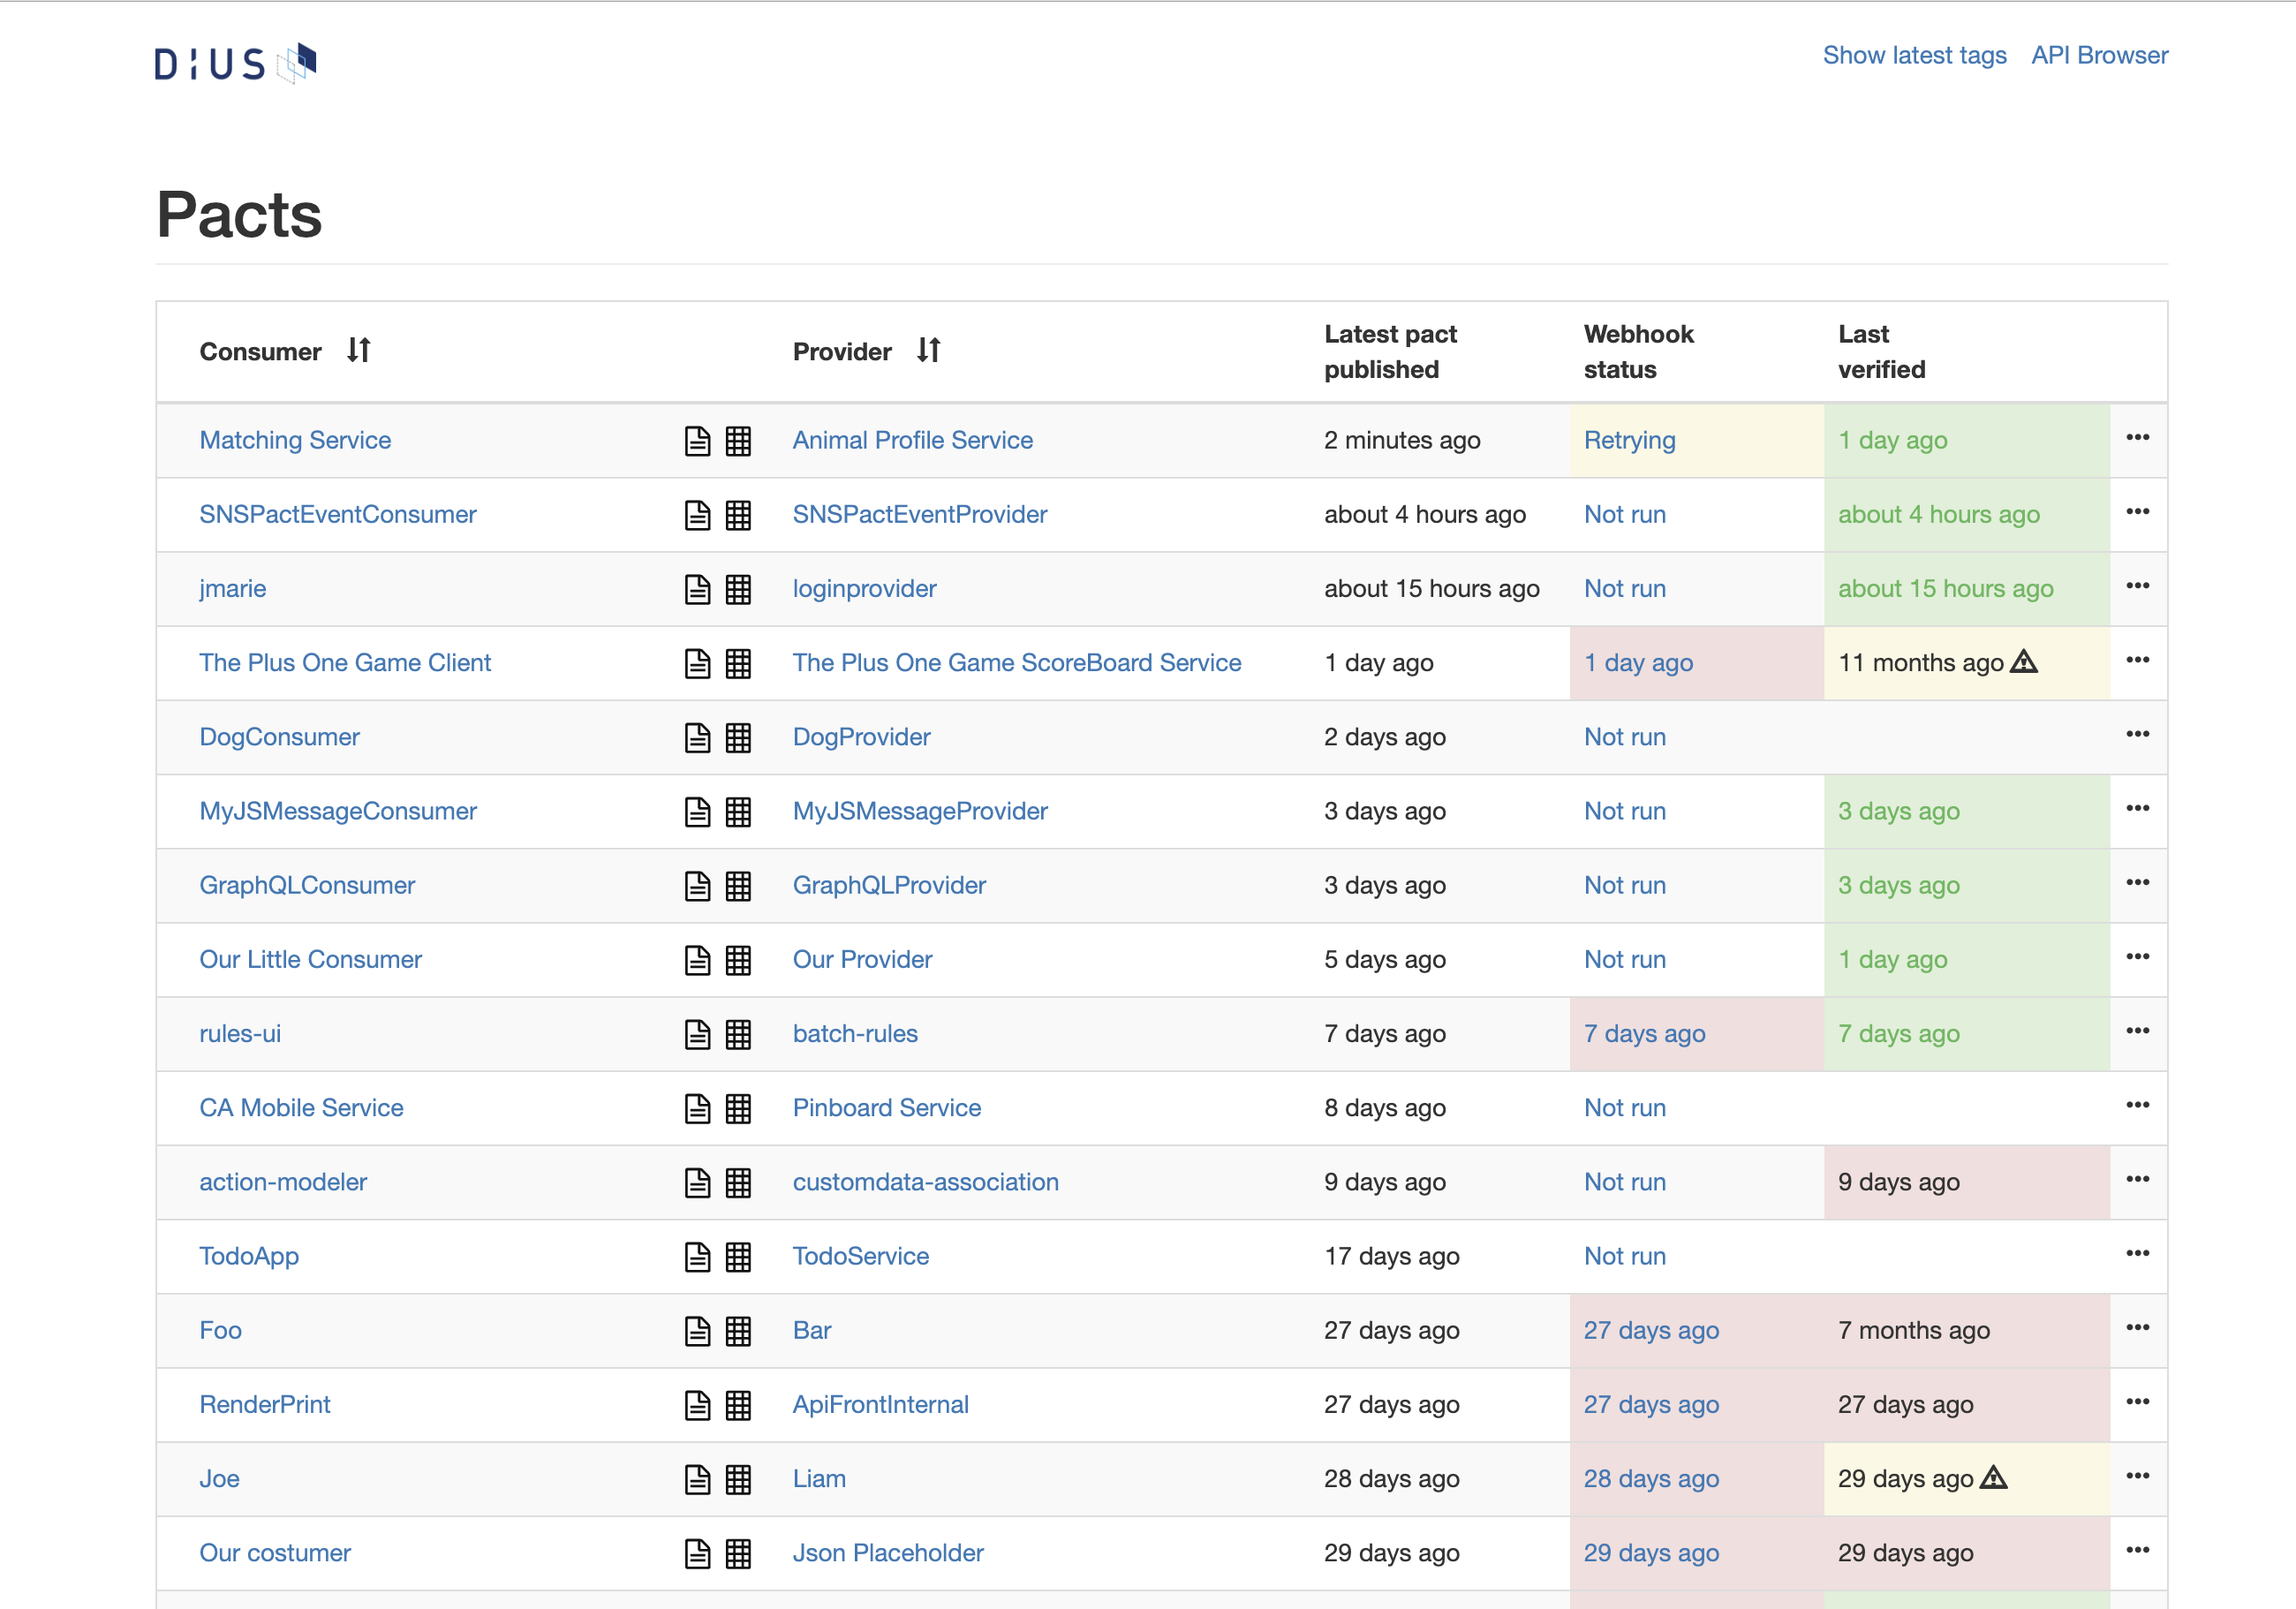 DiUS
Show latest tags API Browser
Pacts
Consumer Provider Latest pact published Webhook status Last verified
Matching Service Animal Profile Service 2 minutes ago Retrying 1 day ago
SNSPactEventConsumer SNSPactEventProvider about 4 hours ago Not run about 4 hours ago
jmarie loginprovider about 15 hours ago Not run about 15 hours ago
The Plus One Game Client The Plus One Game ScoreBoard Service 1 day ago 1 day ago 11 months ago
DogConsumer DogProvider 2 days ago Not run
MyJSMessageConsumer MyJSMessageProvider 3 days ago Not run 3 days ago
GraphQLConsumer GraphQLProvider 3 days ago Not run 3 days ago
Our Little Consumer Our Provider 5 days ago Not run 1 day ago
rules-ui batch-rules 7 days ago 7 days ago 7 days ago
CA Mobile Service Pinboard Service 8 days ago Not run
action-modeler customdata-association 9 days ago Not run 9 days ago
TodoApp TodoService 17 days ago Not run
Foo Bar 27 days ago 27 days ago 7 months ago
RenderPrint ApiFrontInternal 27 days ago 27 days ago 27 days ago
Joe Liam 28 days ago 28 days ago 29 days ago
Our costumer Json Placeholder 29 days ago 29 days ago 29 days ago